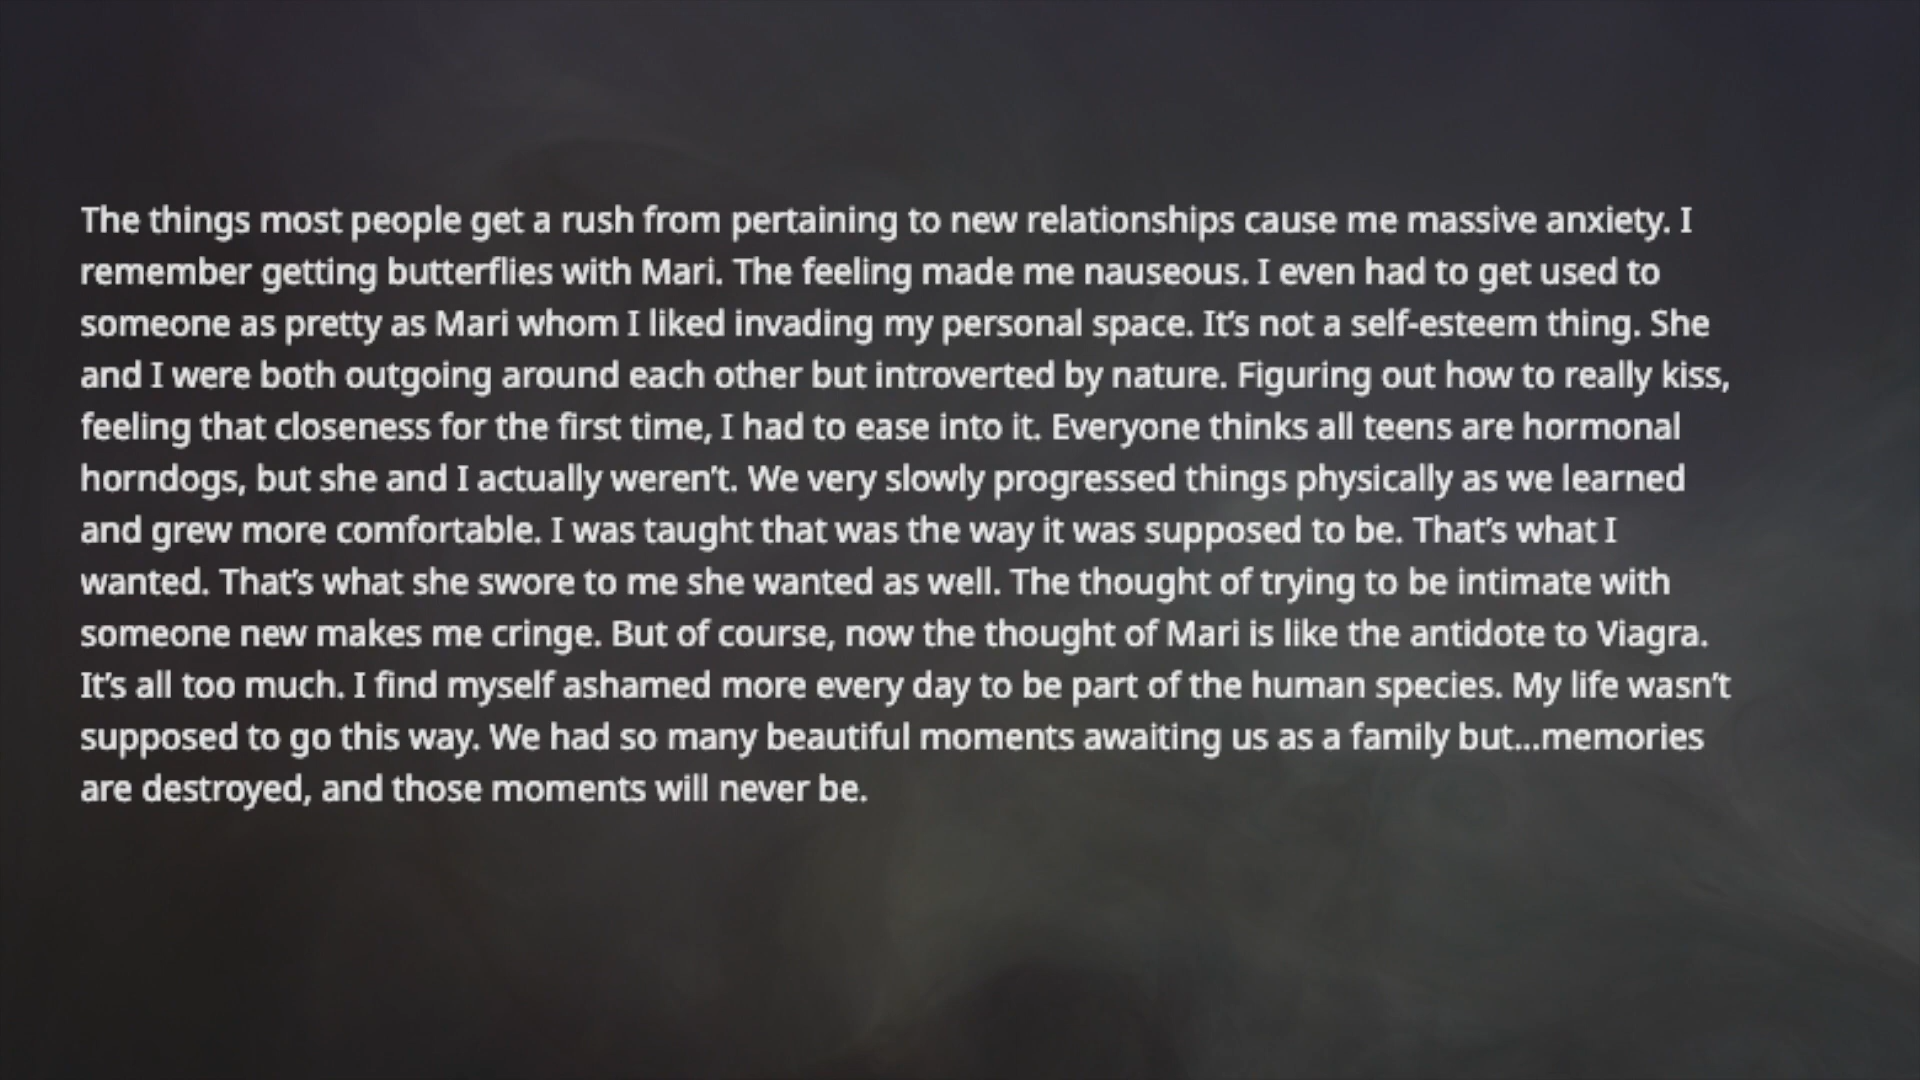 The things most people get a rush from pertaining to new relationships cause me massive anxiety. I
remember getting butterflies with Mari. The feeling made me nauseous. I even had to get used to
someone as pretty as Mari whom I liked invading my personal space. It’s not a self-esteem thing. She
and I were both outgoing around each other but introverted by nature. Figuring out how to really kiss,
feeling that closeness for the first time, I had to ease into it. Everyone thinks all teens are hormonal
horndogs, but she and I actually weren’t. We very slowly progressed things physically as we learned
and grew more comfortable. I was taught that was the way it was supposed to be. That’s what I
wanted. That’s what she swore to me she wanted as well. The thought of trying to be intimate with
someone new makes me cringe. But of course, now the thought of Mari is like the antidote to Viagra.
It’s all too much. I find myself ashamed more every day to be part of the human species. My life wasn’t
supposed to go this way. We had so many beautiful moments awaiting us as a family but...memories
are destroyed, and those moments will never be.